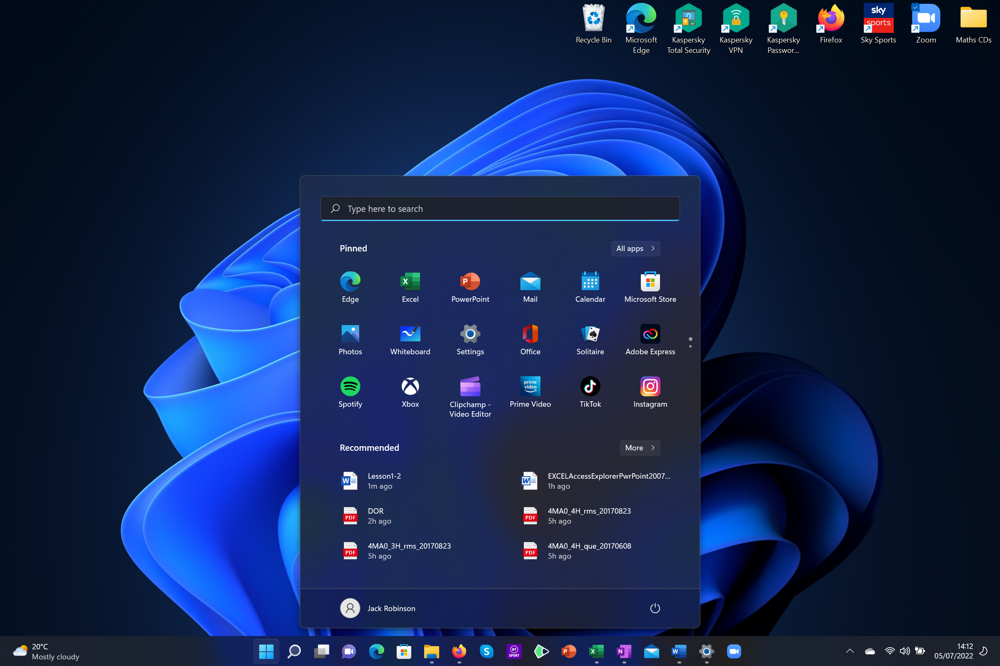 Recycle Bin
Microsoft Edge
Kaspersky Total Security
Kaspersky VPN
Kaspersky Passwor...
Firefox
sky sports
Sky Sports
Zoom
Maths CDs
Type here to search
Pinned
All apps
Edge
Excel
PowerPoint
Mail
Calendar
Microsoft Store
Photos
Whiteboard
Settings
Office
Solitaire
Adobe Express
prime video
Spotify
Xbox
Clipchamp - Video Editor
Prime Video
TikTok
Instagram
Recommended
More
Lesson1-2
1m ago
EXCELAccessExplorerPwrPoint2007...
1h ago
PDF
DOR
2h ago
PDF
4MA0_4H_rms_20170823
5h ago
PDF
4MA0_3H_rms_20170823
5h ago
PDF
4MA0_4H_que_20170608
5h ago
Jack Robinson
20°C
Mostly cloudy
BT SPORT
14:12
05/07/2022